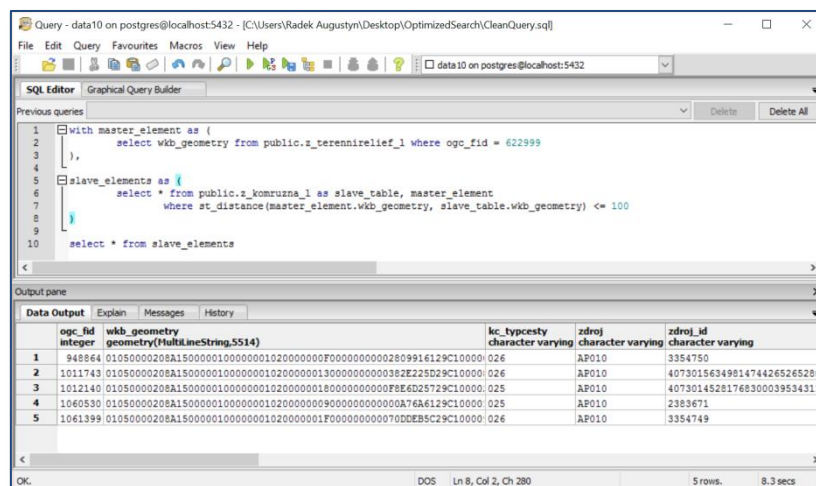 Query - data10 on postgres@localhost:5432 - [C:\Users\Radek Augustyn\Desktop\OptimizedSearch\CleanQuery.sql]
File Edit Query Favourites Macros View Help
data10 on postgres@localhost:5432
SQL Editor Graphical Query Builder
Previous queries Delete Delete All
1 with master_element as (
2 select wkb_geometry from public.z_terennirelief_l where ogc_fid = 622999
3 ),
4
5 slave_elements as (
6 select * from public.z_komruzna_l as slave_table, master_element
7 where st_distance(master_element.wkb_geometry, slave_table.wkb_geometry) <= 100
8 )
9
10 select * from slave_elements
Output pane
Data Output Explain Messages History
ogc_fid wkb_geometry kc_typcesty zdroj zdroj_id
integer geometry(MultiLineString,5514) character varying character varying character varying
1 948864 026 AP010 3354750
2 1011743 026 AP010
3 1012140 025 AP010
4 1060530 025 AP010 2383671
5 1061399 026 AP010 3354749
OK. DOS Ln 8, Col 2, Ch 280 5 rows. 8.3 secs